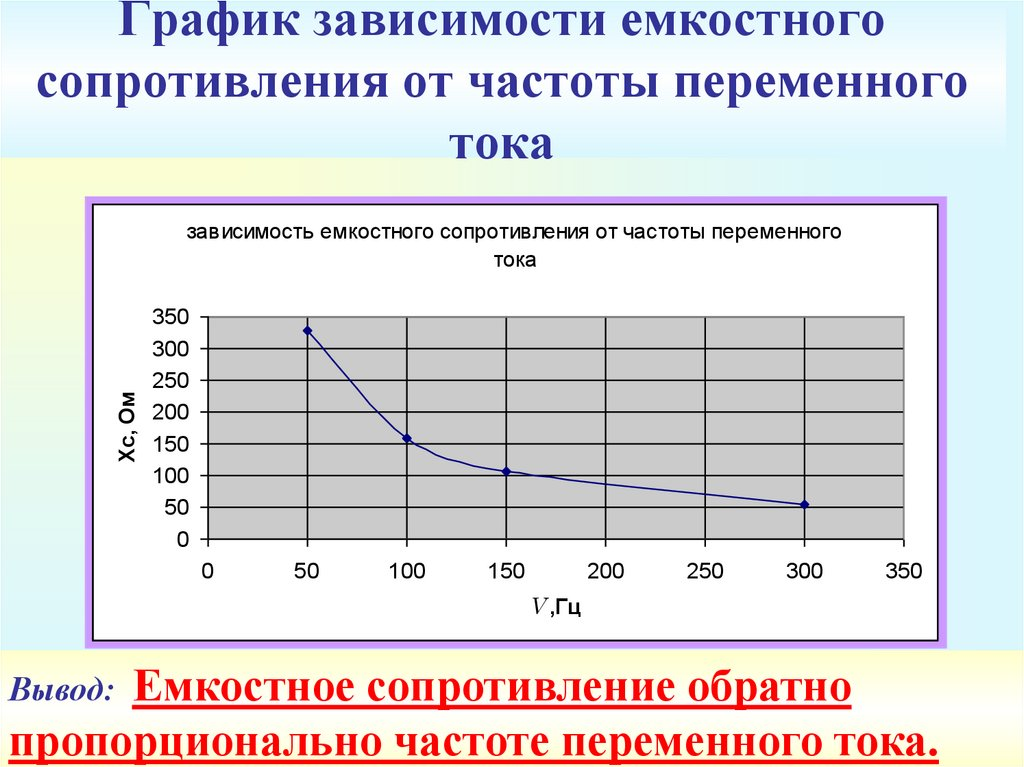 График зависимости емкостного
сопротивления от частоты переменного
тока
зависимость емкостного сопротивления от частоты переменного
тока
350
300
250
200
150
100
50
0
Хс, Ом
0 50 100 150 200 250 300 350
V,Гц
Вывод: Емкостное сопротивление обратно
пропорционально частоте переменного тока.